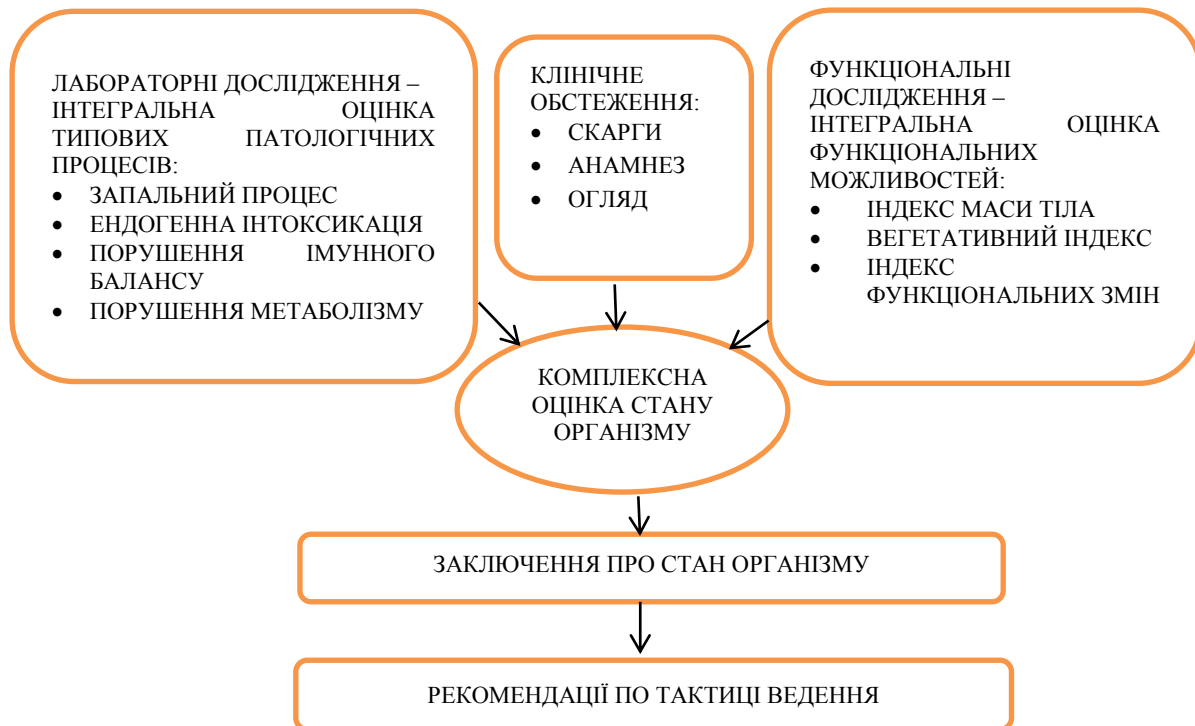 ЛАБОРАТОРНІ ДОСЛІДЖЕННЯ –
ІНТЕГРАЛЬНА ОЦІНКА
ТИПОВИХ ПАТОЛОГІЧНИХ
ПРОЦЕСІВ:
• ЗАПАЛЬНИЙ ПРОЦЕС
• ЕНДОГЕННА ІНТОКСИКАЦІЯ
• ПОРУШЕННЯ ІМУННОГО
БАЛАНСУ
• ПОРУШЕННЯ МЕТАБОЛІЗМУ
КЛІНІЧНЕ
ОБСТЕЖЕННЯ:
• СКАРГИ
• АНАМНЕЗ
• ОГЛЯД
ФУНКЦІОНАЛЬНІ
ДОСЛІДЖЕННЯ –
ІНТЕГРАЛЬНА ОЦІНКА
ФУНКЦІОНАЛЬНИХ
МОЖЛИВОСТЕЙ:
• ІНДЕКС МАСИ ТІЛА
• ВЕГЕТАТИВНИЙ ІНДЕКС
• ІНДЕКС
ФУНКЦІОНАЛЬНИХ ЗМІН
КОМПЛЕКСНА
ОЦІНКА СТАНУ
ОРГАНІЗМУ
ЗАКЛЮЧЕННЯ ПРО СТАН ОРГАНІЗМУ
РЕКОМЕНДАЦІЇ ПО ТАКТИЦІ ВЕДЕННЯ